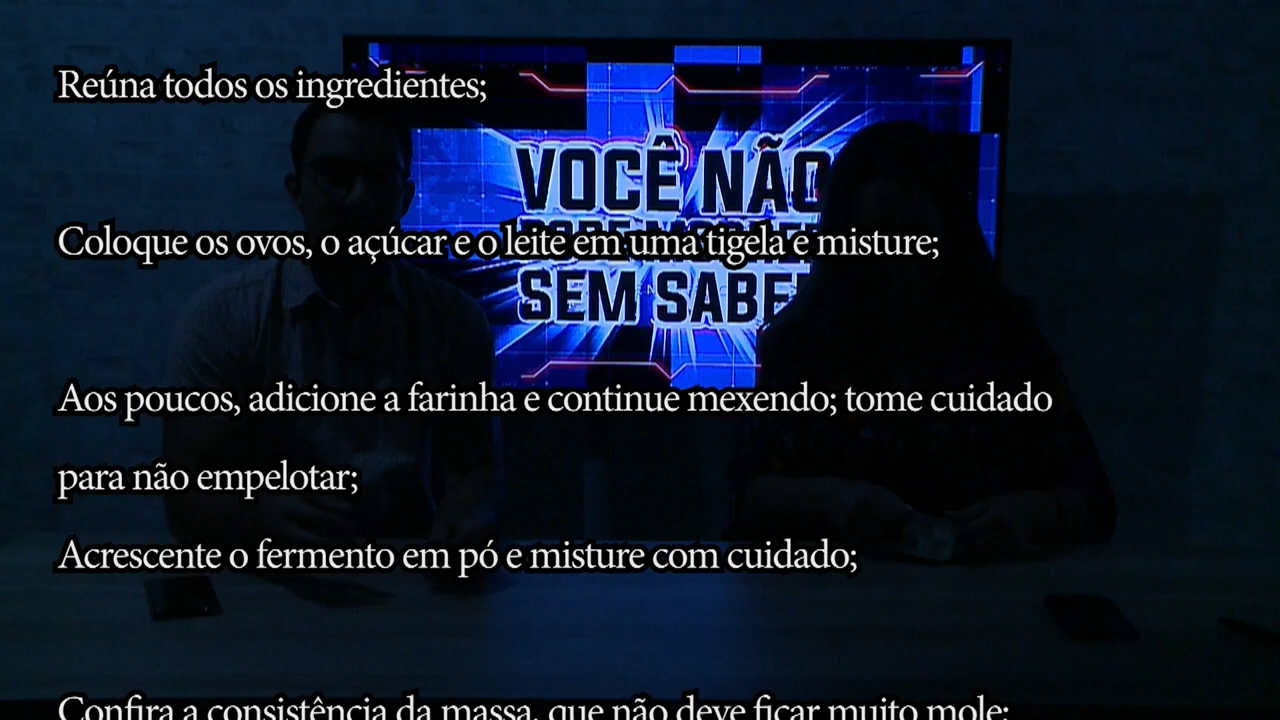 Reúna todos os ingredientes;
VOCÊ NÃO
Coloque os ovos, o açúcar e o leite em uma tigela e misture;
SEM SABE
Aos poucos, adicione a farinha e continue mexendo; tome cuidado
para não empelotar;
Acrescente o fermento em pó e misture com cuidado;
Confira a consistência da massa, que não deve ficar muito mole;